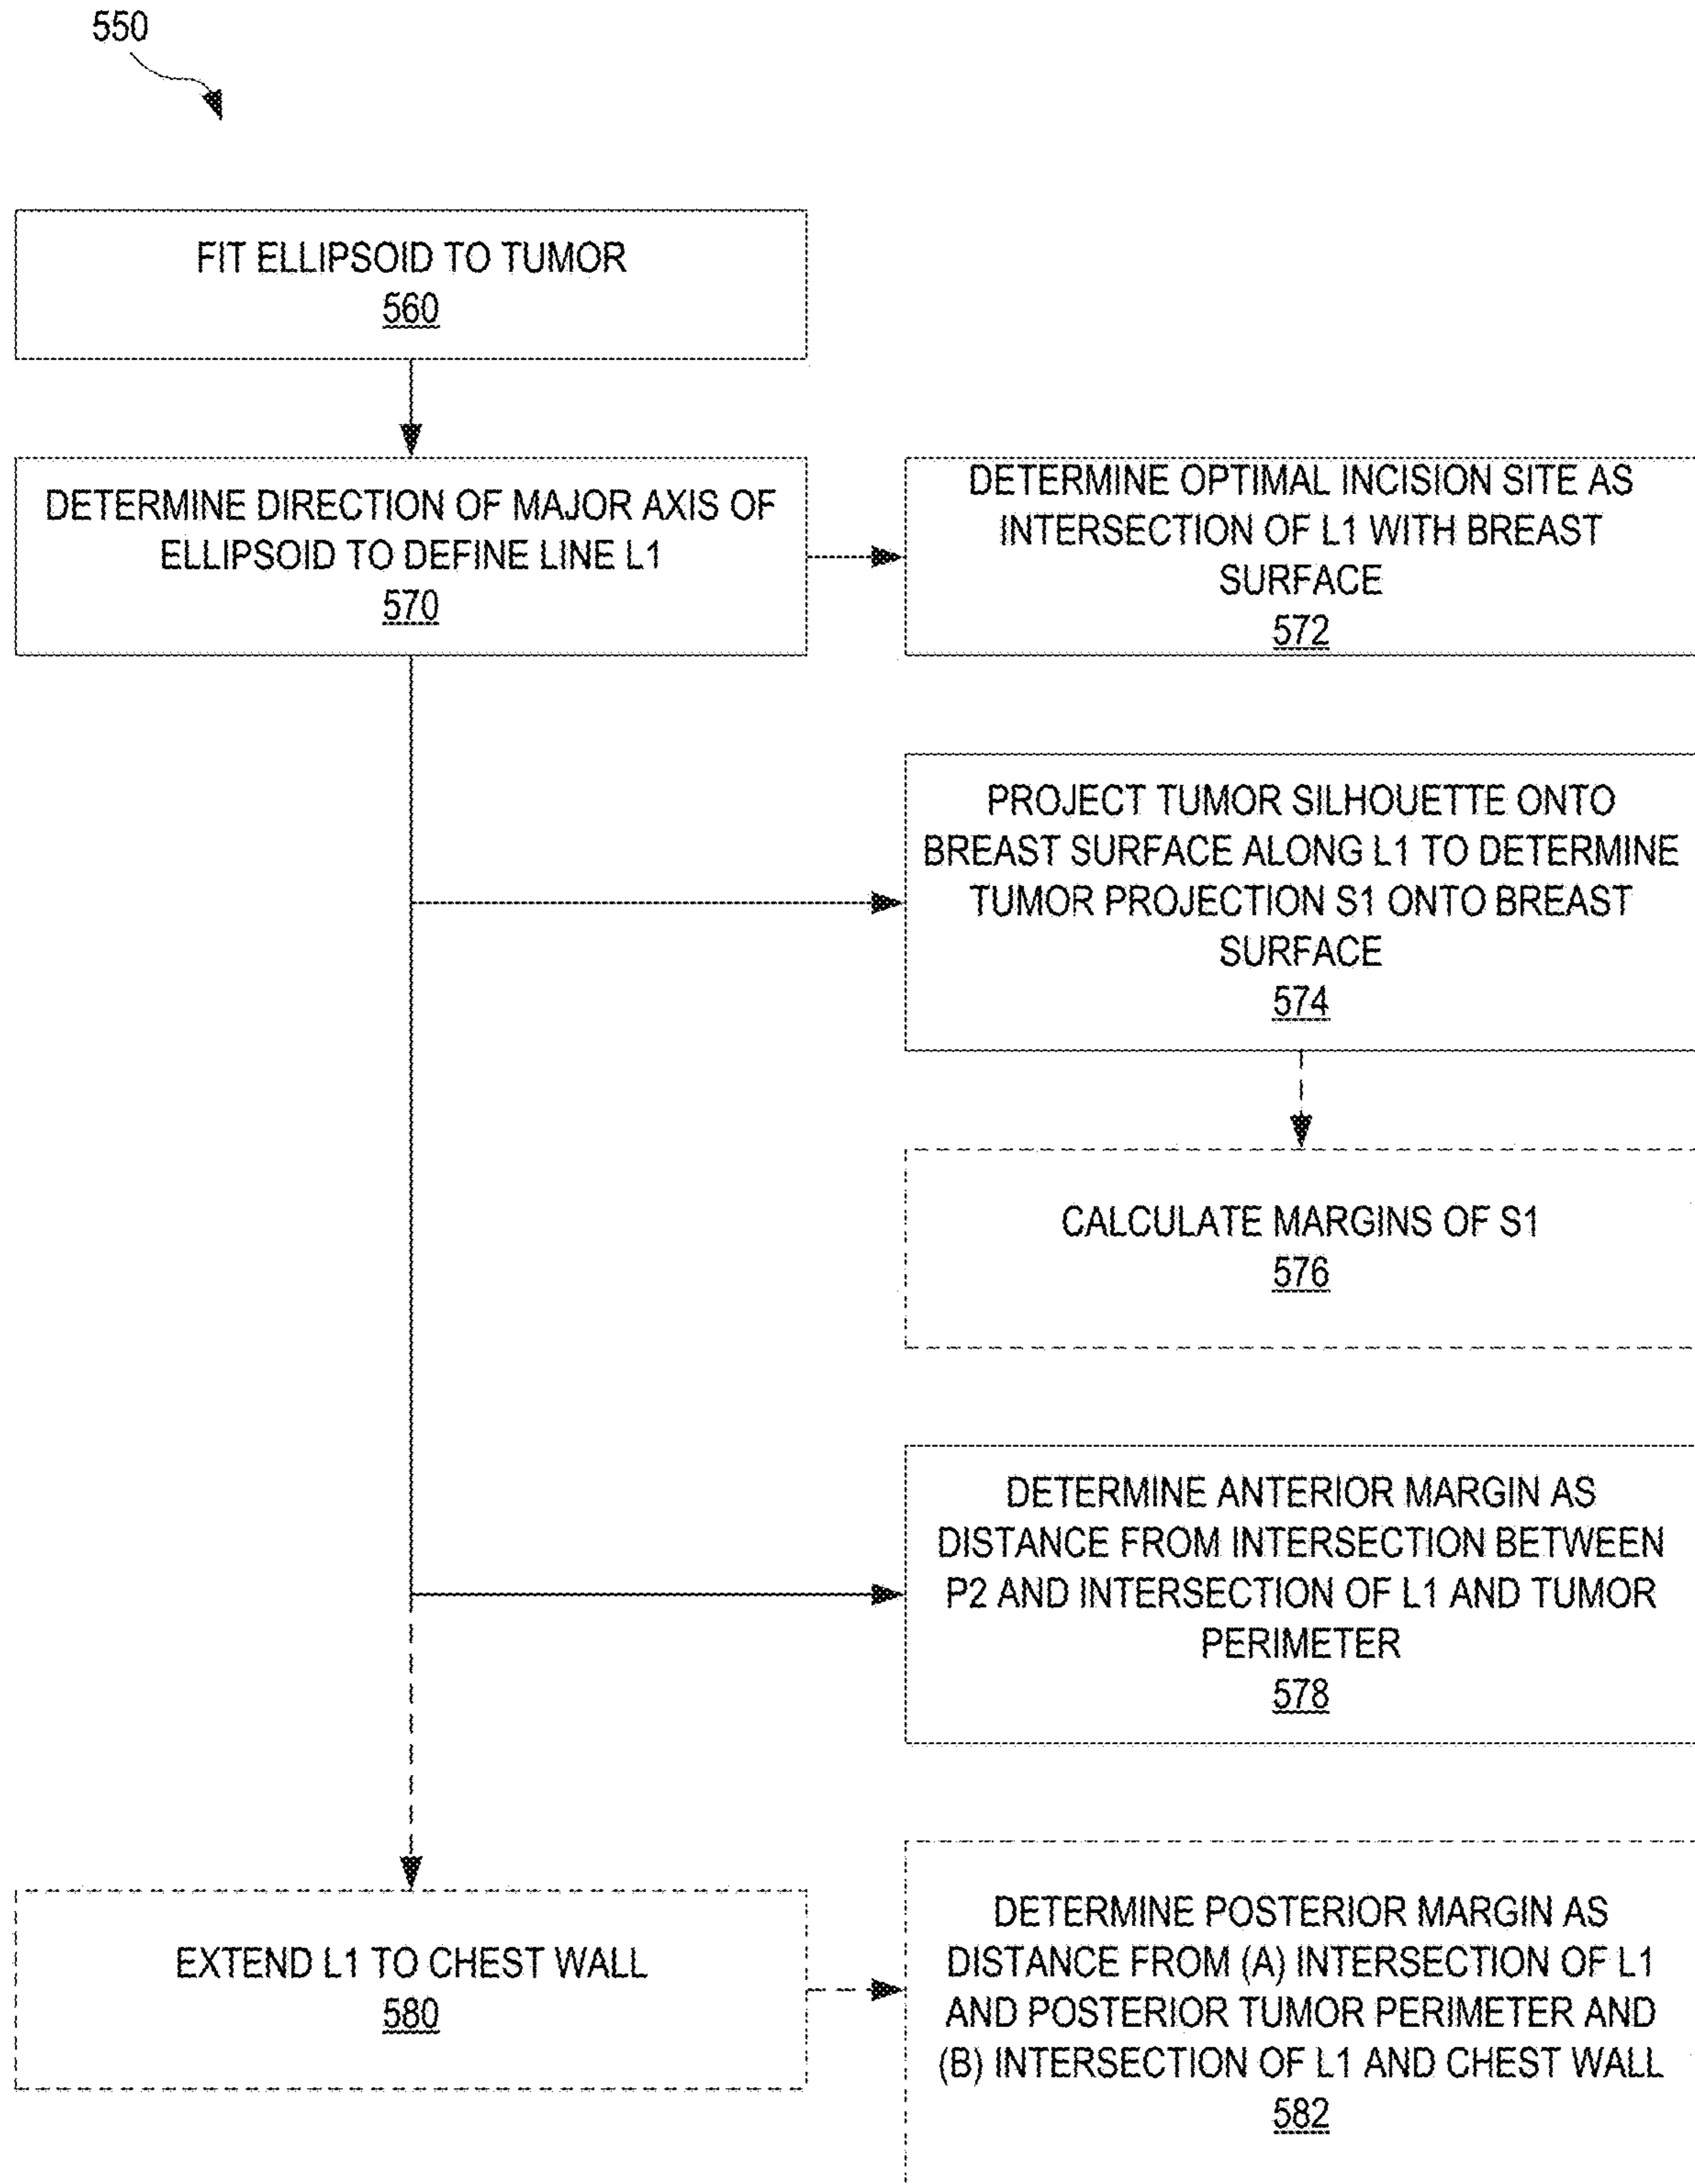 550
FIT ELLIPSOID TO TUMOR
560
DETERMINE DIRECTION OF MAJOR AXIS OF
ELLIPSOID TO DEFINE LINE L1
570
DETERMINE OPTIMAL INCISION SITE AS
INTERSECTION OF L1 WITH BREAST
SURFACE
572
PROJECT TUMOR SILHOUETTE ONTO
BREAST SURFACE ALONG L1 TO DETERMINE
TUMOR PROJECTION S1 ONTO BREAST
SURFACE
574
CALCULATE MARGINS OF S1
576
DETERMINE ANTERIOR MARGIN AS
DISTANCE FROM INTERSECTION BETWEEN
P2 AND INTERSECTION OF L1 AND TUMOR
PERIMETER
578
EXTEND L1 TO CHEST WALL
580
DETERMINE POSTERIOR MARGIN AS
DISTANCE FROM (A) INTERSECTION OF L1
AND POSTERIOR TUMOR PERIMETER AND
(B) INTERSECTION OF L1 AND CHEST WALL
582